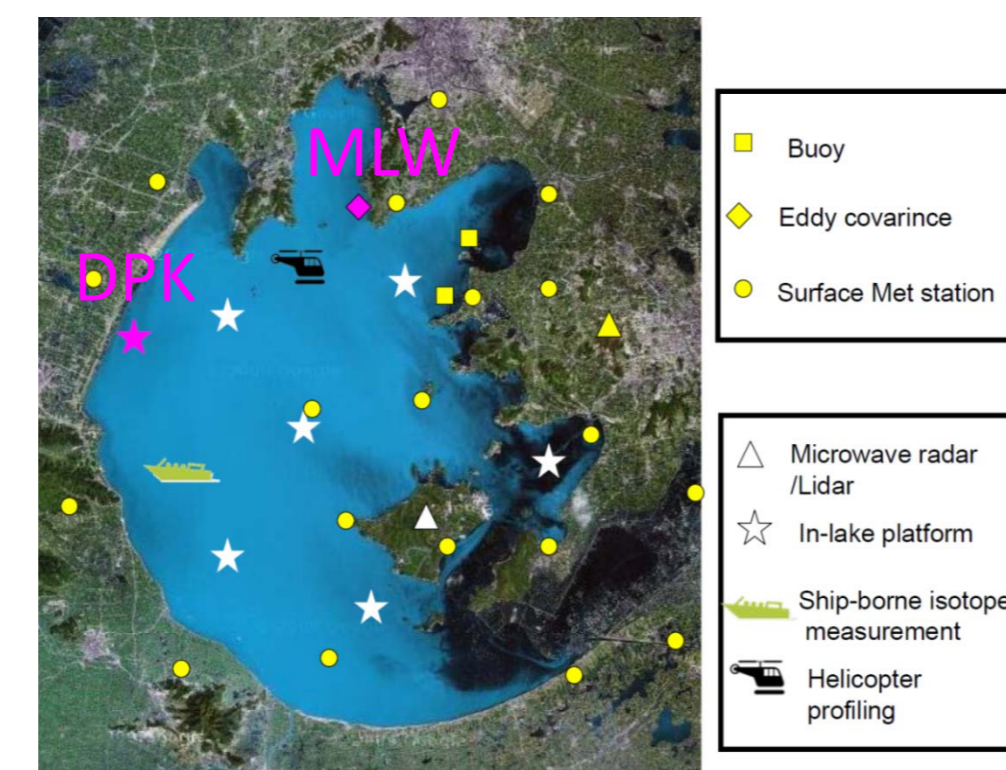 MLW
DPK
Buoy
Eddy covarince
Surface Met station
Microwave radar
/Lidar
In-lake platform
Ship-borne isotope
measurement
Helicopter
profiling